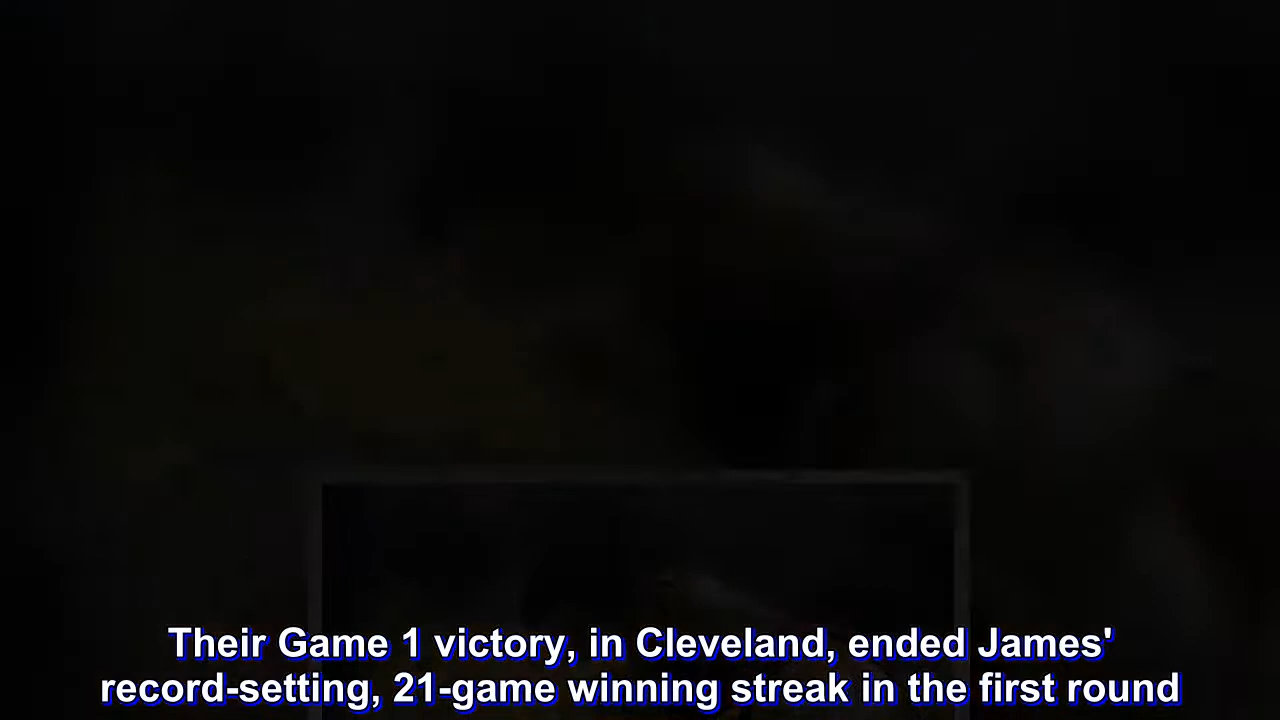 Their Game 1 victory, in Cleveland, ended James'
record-setting, 21-game winning streak in the first round